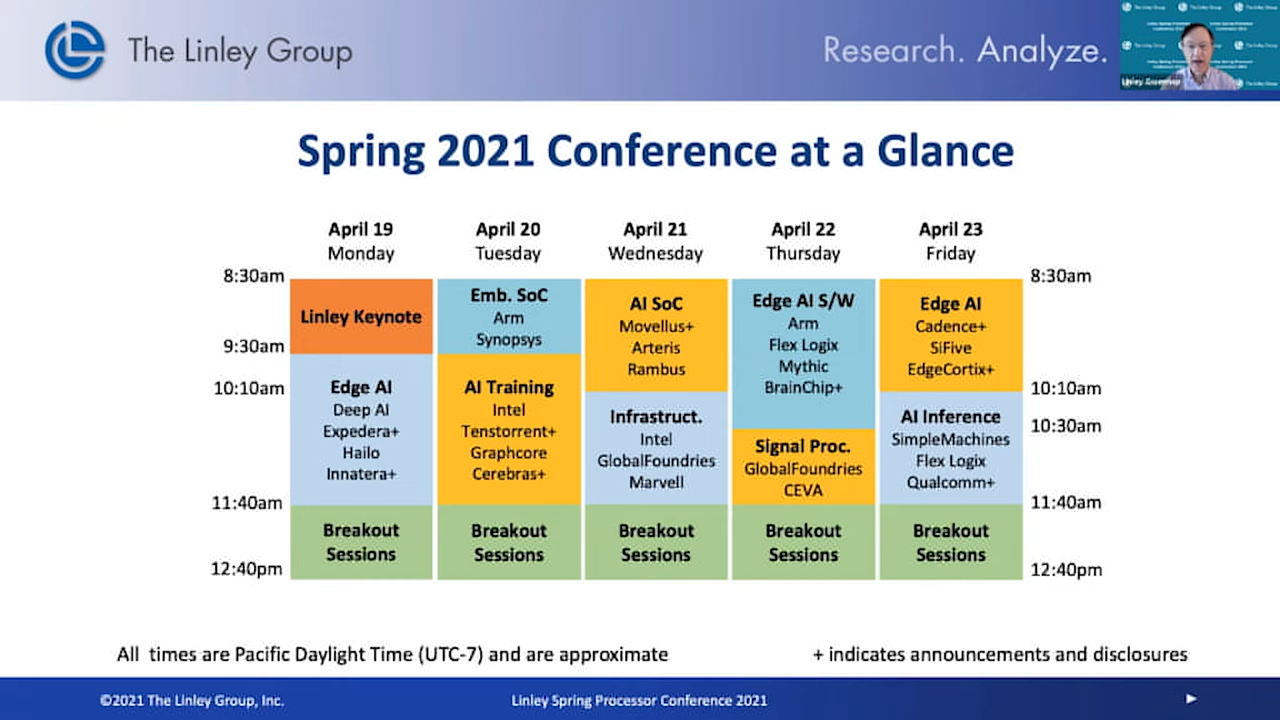 The Linley Group
Research. Analyze.
Linley Gwennap
Spring 2021 Conference at a Glance
April 19
Monday
April 20
Tuesday
April 21
Wednesday
April 22
Thursday
April 23
Friday
8:30am
8:30am
Linley Keynote
Emb. SoC
Arm
Synopsys
AI SoC
Movellus+
Arteris
Rambus
Edge AI S/W
Arm
Flex Logix
Mythic
BrainChip+
Edge AI
Cadence+
SiFive
EdgeCortix+
9:30am
10:10am
10:10am
Edge AI
Deep AI
Expedera+
Hailo
Innatera+
AI Training
Intel
Tenstorrent+
Graphcore
Cerebras+
Infrastruct.
Intel
GlobalFoundries
Marvell
10:30am
Signal Proc.
GlobalFoundries
CEVA
AI Inference
SimpleMachines
Flex Logix
Qualcomm+
11:40am
11:40am
Breakout
Sessions
Breakout
Sessions
Breakout
Sessions
Breakout
Sessions
Breakout
Sessions
12:40pm
12:40pm
All times are Pacific Daylight Time (UTC-7) and are approximate
+ indicates announcements and disclosures
©2021 The Linley Group, Inc.
Linley Spring Processor Conference 2021